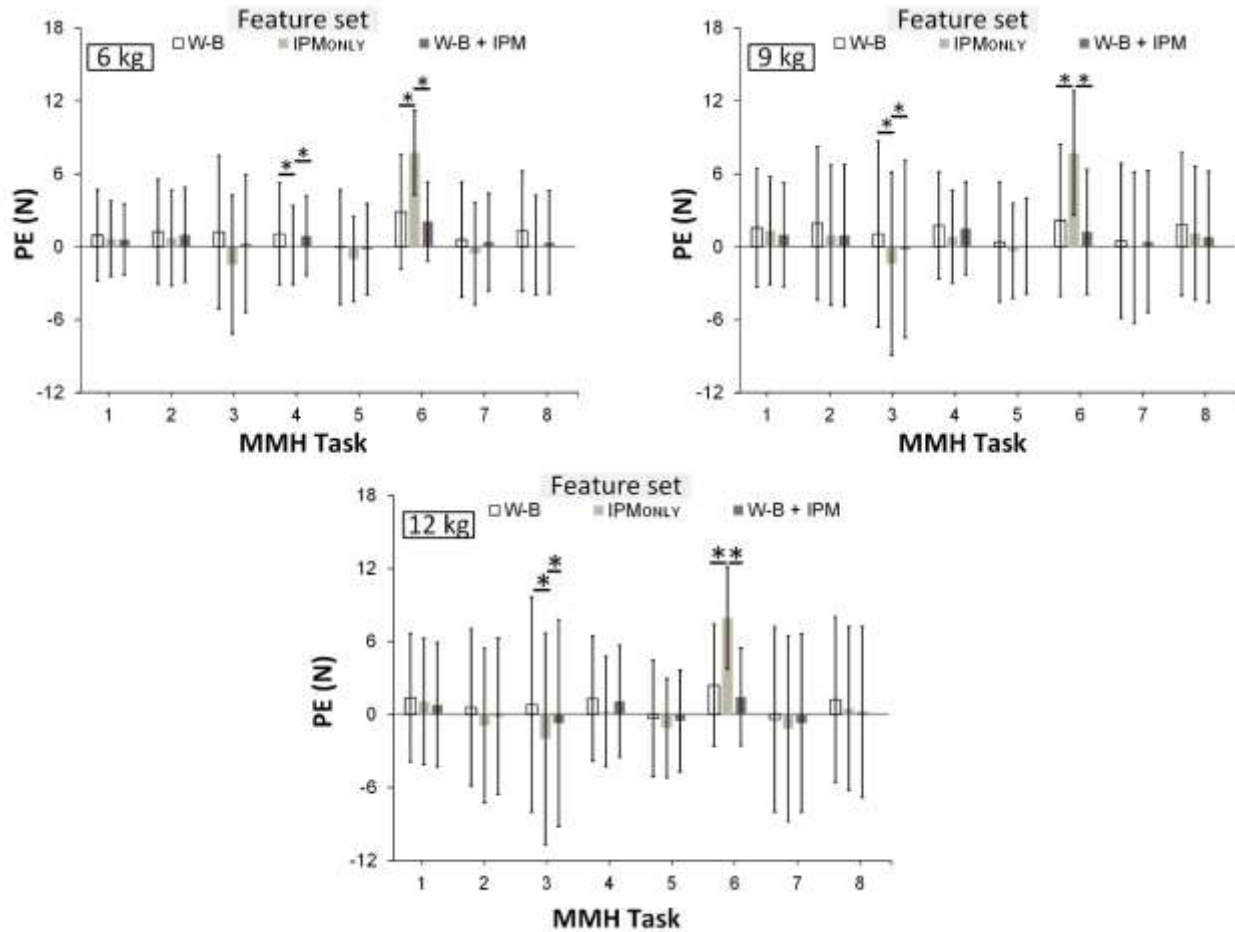 Feature set
W-B IPMONLY W-B + IPM
6 kg
18
12
6
0
-6
-12
PE (N)
* * * *
1 2 3 4 5 6 7 8
MMH Task
Feature set
W-B IPMONLY W-B + IPM
9 kg
18
12
6
0
-6
-12
PE (N)
* * * *
1 2 3 4 5 6 7 8
MMH Task
Feature set
W-B IPMONLY W-B + IPM
12 kg
18
12
6
0
-6
-12
PE (N)
* * * *
1 2 3 4 5 6 7 8
MMH Task